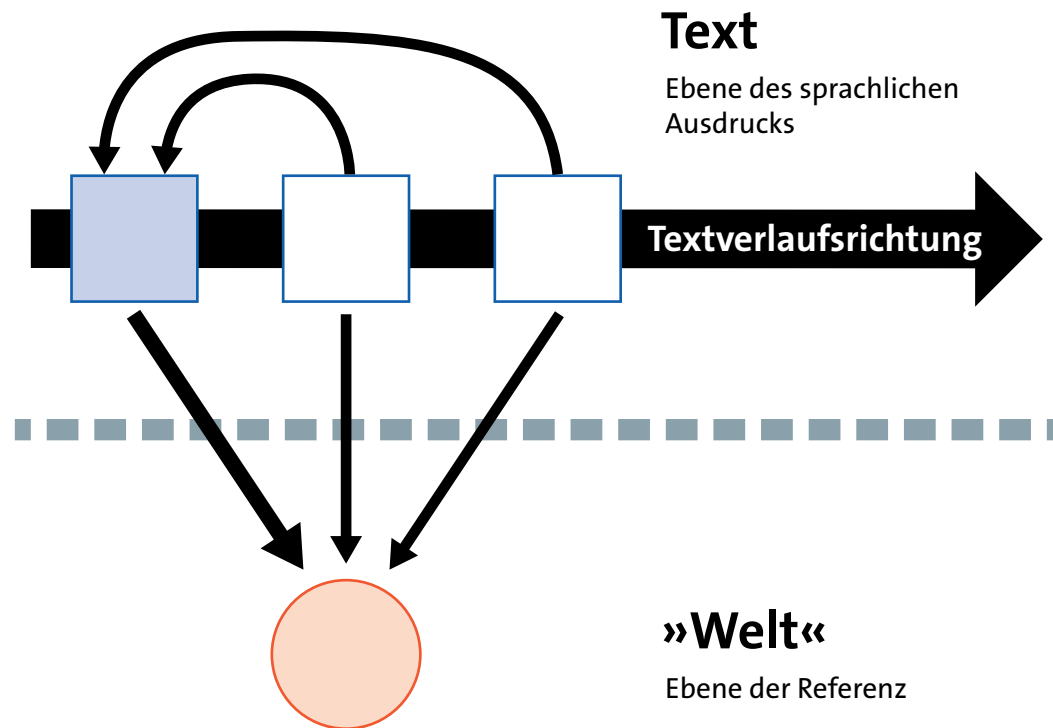 Text
Ebene des sprachlichen
Ausdrucks
Textverlaufsrichtung
»Welt«
Ebene der Referenz